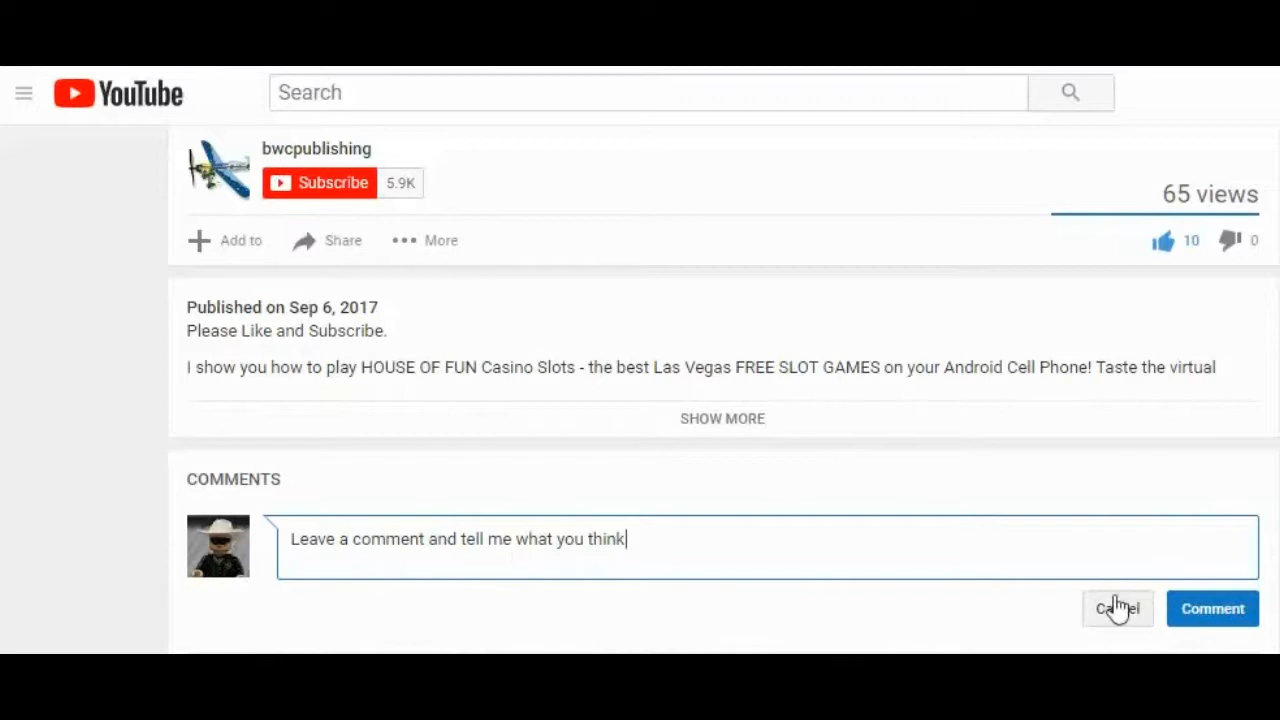 YouTube
Search
bwcpublishing
Subscribe 5.9K
65 views
Add to Share More
10 0
Published on Sep 6, 2017
Please Like and Subscribe.
I show you how to play HOUSE OF FUN Casino Slots - the best Las Vegas FREE SLOT GAMES on your Android Cell Phone! Taste the virtual
SHOW MORE
COMMENTS
Leave a comment and tell me what you think
Comment